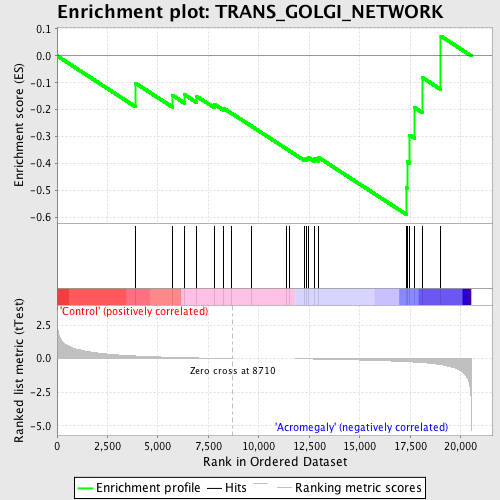 Enrichment plot: TRANS_GOLGI_NETWORK
Enrichment score (ES)
0.1
0.0
-0.1
-0.2
-0.3
-0.4
-0.5
-0.6
'Control' (positively correlated)
Ranked list metric (tTest)
2.5
0.0
-2.5
-5.0
Zero cross at 8710
'Acromegaly' (negatively correlated)
0
2,500
5,000
7,500
10,000
12,500
15,000
17,500
20,000
Rank in Ordered Dataset
Enrichment profile
Hits
Ranking metric scores